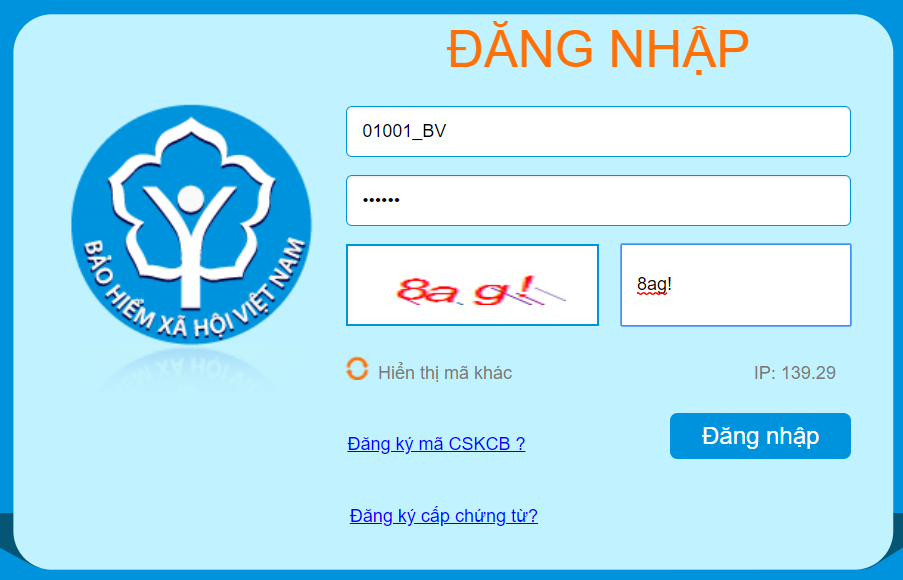 ĐĂNG NHẬP
01001_BV
••••••
8ag!
8ag!
Hiển thị mã khác
IP: 139.29
Đăng ký mã CSKCB ?
Đăng nhập
Đăng ký cấp chứng từ?
BẢO HIỂM XÃ HỘI VIỆT NAM